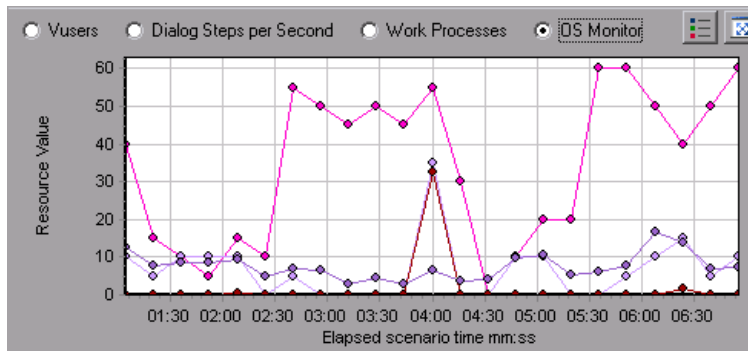 Vusers Dialog Steps per Second Work Processes OS Monitor
60
50
40
30
20
10
0
Resource Value
01:30 02:00 02:30 03:00 03:30 04:00 04:30 05:00 05:30 06:00 06:30
Elapsed scenario time mm:ss